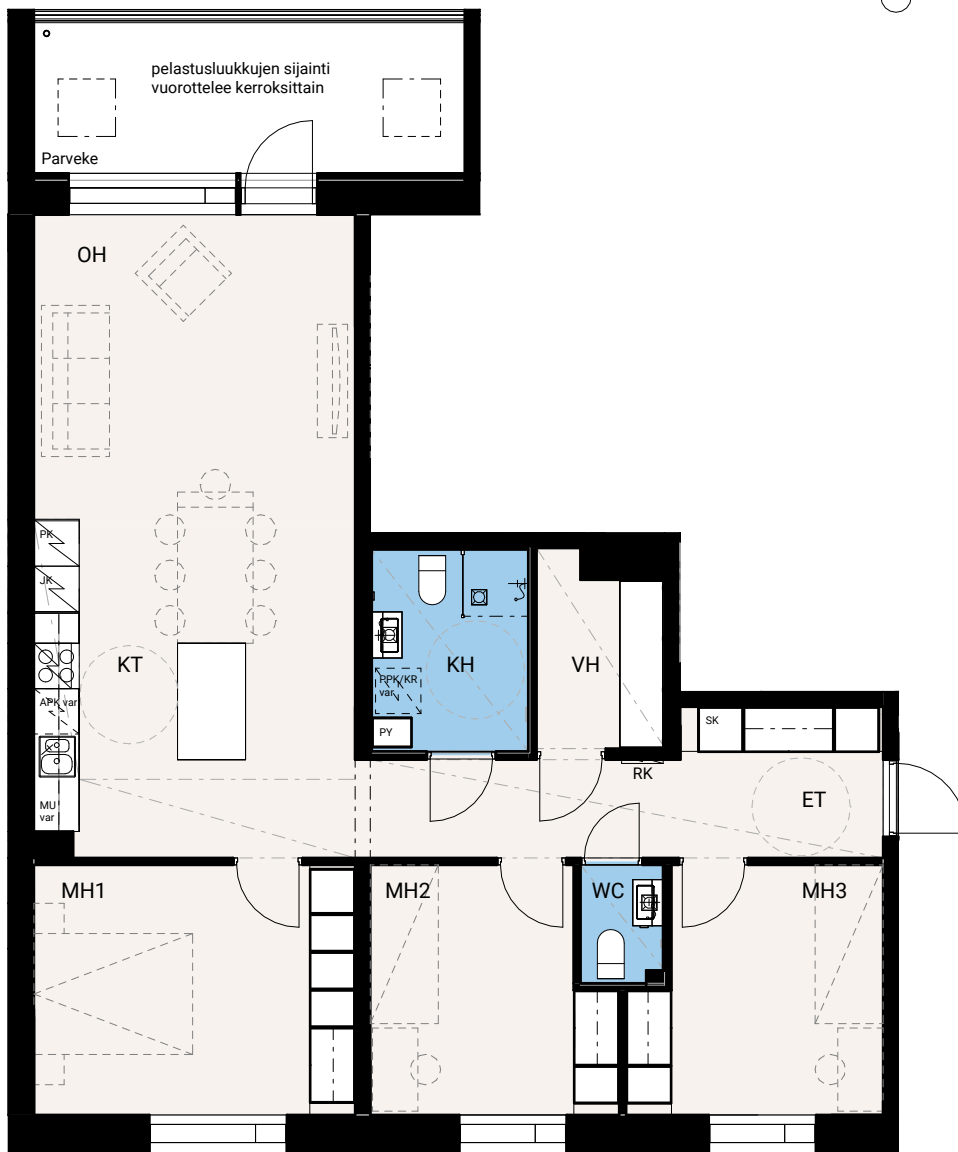 pelastusluukkujen sijainti
vuorottelee kerroksittain
Parveke
OH
PK
JK
KT
KH
VH
PPK/KR
var
APK var
SK
PY
RK
ET
MU
var
MH1
MH2
WC
MH3